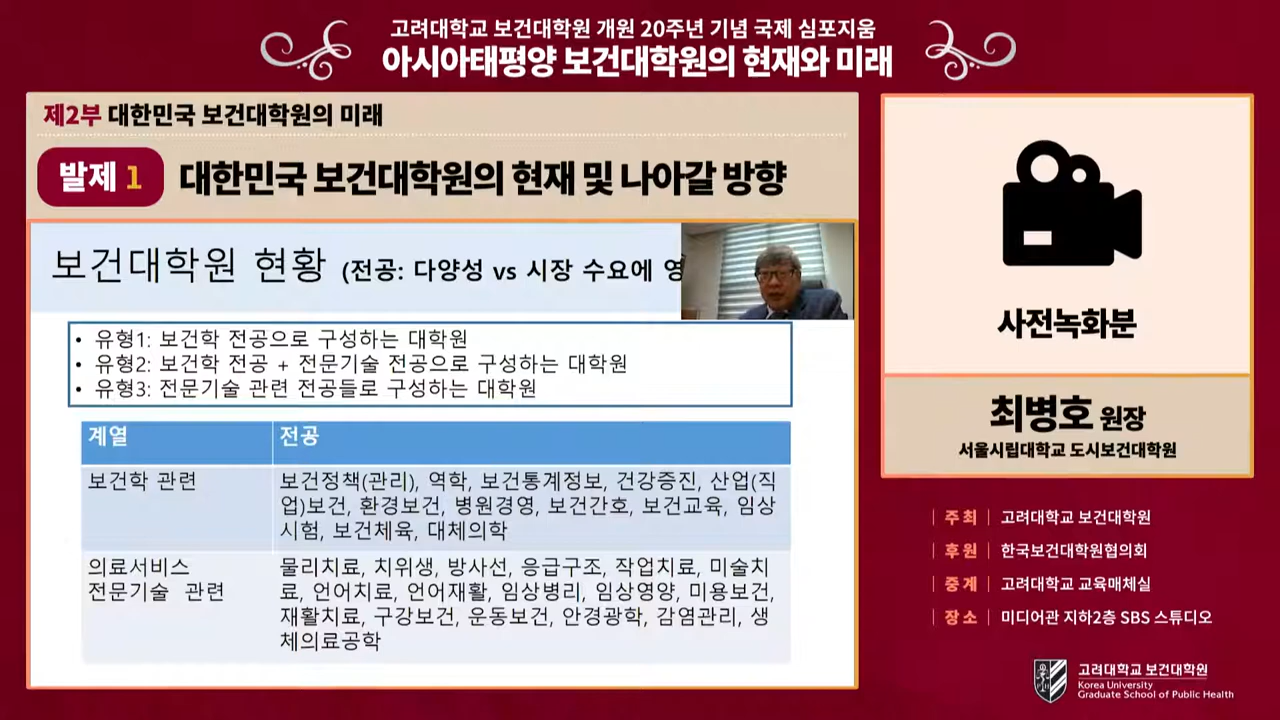 고려대학교 보건대학원 개원 20주년 기념 국제 심포지움
아시아태평양 보건대학원의 현재와 미래
제2부 대한민국 보건대학원의 미래
발제 1 대한민국 보건대학원의 현재 및 나아갈 방향
보건대학원 현황 (전공: 다양성 vs 시장 수요에 영
• 유형1: 보건학 전공으로 구성하는 대학원
• 유형2: 보건학 전공 + 전문기술 전공으로 구성하는 대학원
• 유형3: 전문기술 관련 전공들로 구성하는 대학원
계열 전공
보건학 관련
보건정책(관리), 역학, 보건통계정보, 건강증진, 산업(직
업)보건, 환경보건, 병원경영, 보건간호, 보건교육, 임상
시험, 보건체육, 대체의학
의료서비스
전문기술 관련
물리치료, 치위생, 방사선, 응급구조, 작업치료, 미술치
료, 언어치료, 언어재활, 임상병리, 임상영양, 미용보건,
재활치료, 구강보건, 운동보건, 안경광학, 감염관리, 생
체의료공학
사전녹화분
최병호 원장
서울시립대학교 도시보건대학원
주최 고려대학교 보건대학원
후원 한국보건대학원협의회
중계 고려대학교 교육매체실
장소 미디어관 지하2층 SBS 스튜디오
고려대학교 보건대학원
Korea University
Graduate School of Public Health